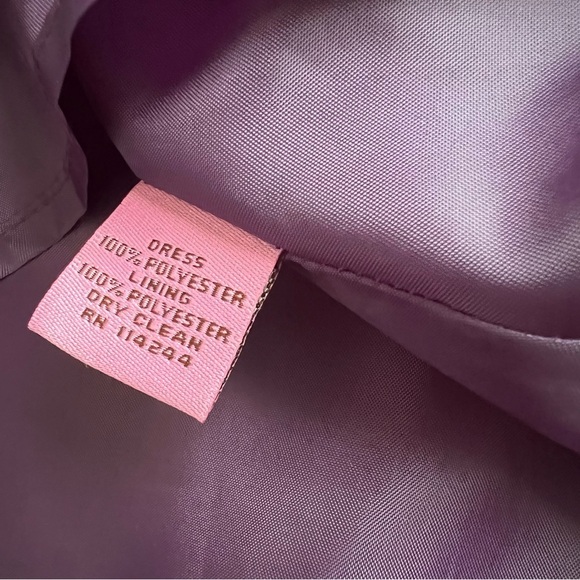 DRESS
100% POLYESTER
LINING
100% POLYESTER
DRY CLEAN
RN 114244